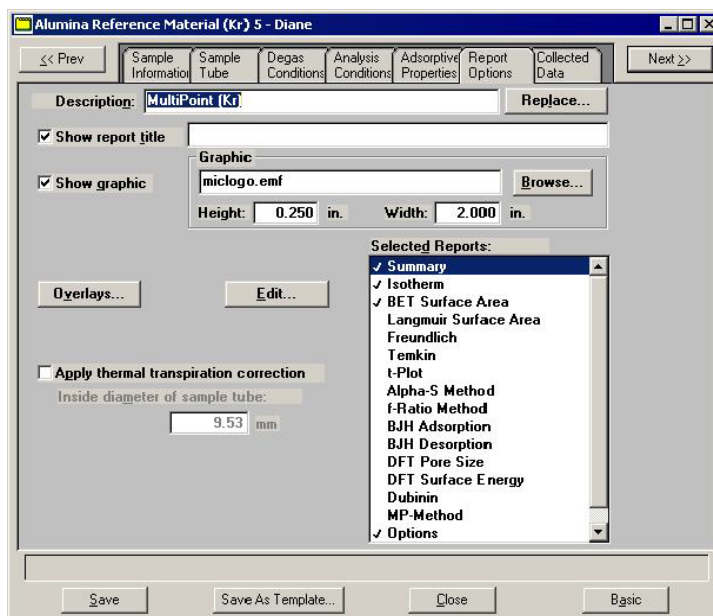 Alumina Reference Material (Kr) 5 - Diane
<< Prev
Sample Information
Sample Tube
Degas Conditions
Analysis Conditions
Adsorptive Properties
Report Options
Collected Data
Next >>
Description: MultiPoint (Kr) Replace...
Show report title
Graphic
Show graphic miclogo.emf Browse...
Height: 0.250 in. Width: 2.000 in.
Selected Reports:
Summary
Isotherm
BET Surface Area
Langmuir Surface Area
Freundlich
Temkin
t-Plot
Alpha-S Method
f-Ratio Method
BJH Adsorption
BJH Desorption
DFT Pore Size
DFT Surface Energy
Dubinin
MP-Method
Options
Overlays... Edit...
Apply thermal transpiration correction
Inside diameter of sample tube:
9.53 mm
Save Save As Template... Close Basic